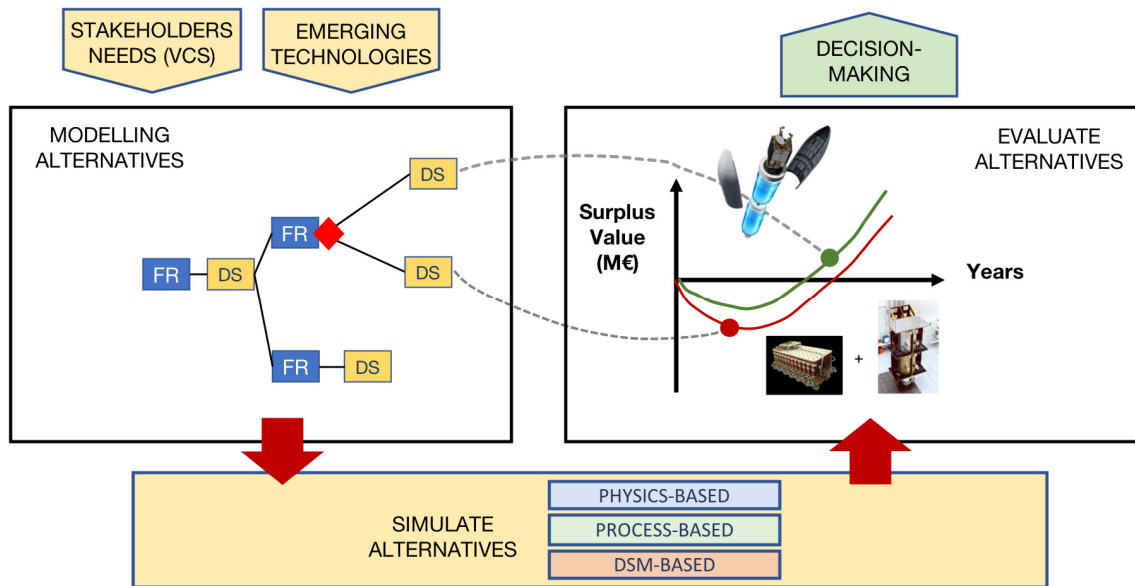 STAKEHOLDERS
NEEDS (VCS)
EMERGING
TECHNOLOGIES
DECISION-
MAKING
MODELLING
ALTERNATIVES
DS
FR
FR
DS
DS
FR
DS
EVALUATE
ALTERNATIVES
Surplus
Value
(M€)
Years
+
SIMULATE
ALTERNATIVES
PHYSICS-BASED
PROCESS-BASED
DSM-BASED